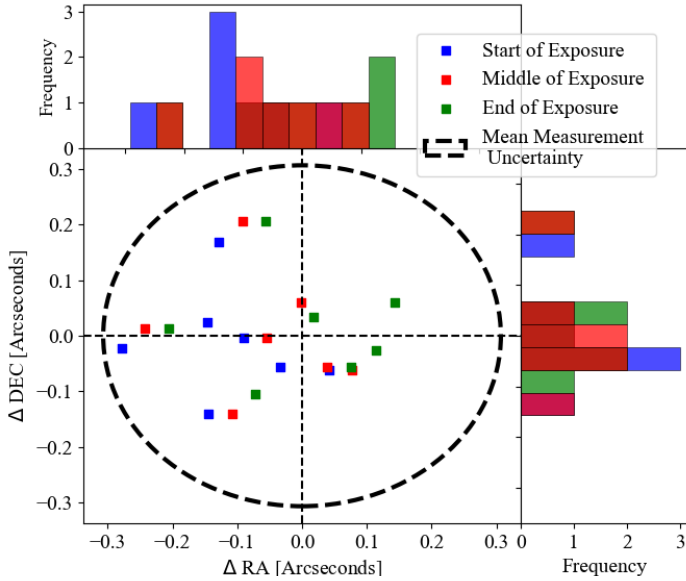 3
2
1
0
Frequency
Start of Exposure
Middle of Exposure
End of Exposure
Mean Measurement
Uncertainty
0.3
0.2
0.1
0.0
−0.1
−0.2
−0.3
Δ DEC [Arcseconds]
−0.3 −0.2 −0.1 0.0 0.1 0.2 0.3
Δ RA [Arcseconds]
0 1 2 3
Frequency